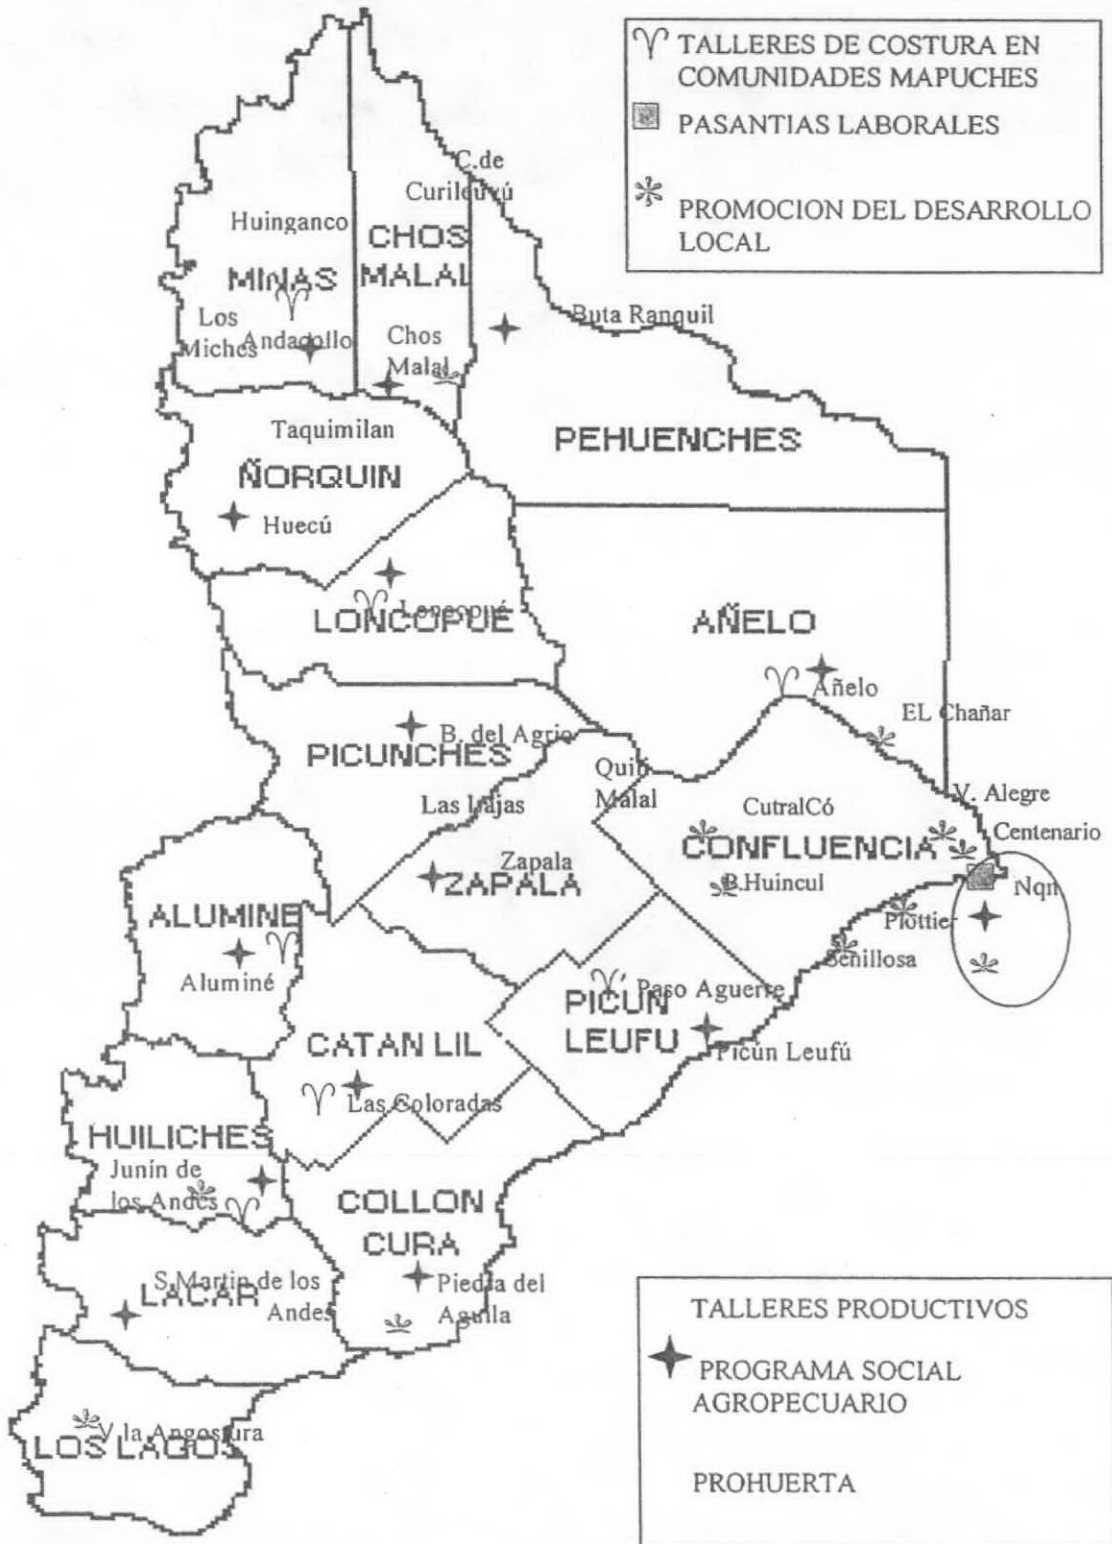 TALLERES DE COSTURA EN
COMUNIDADES MAPUCHES
PASANTIAS LABORALES
PROMOCION DEL DESARROLLO
LOCAL
C.de
Curileuvú
Huinganco
CHOS
MALAL
MINAS
Los
Miches
Andacollo
Chos
Malal
Buta Ranquil
Taquimilan
PEHUENCHES
ÑORQUIN
Huecú
Loncopué
LONCOPUE
AÑELO
Añelo
EL Chañar
B. del Agrio
PICUNCHES
Quili
Malal
Las Lajas
CutralCó
V. Alegre
Centenario
CONFLUENCIA
Zapala
ZAPALA
B.Huincul
Nqn
Plottier
ALUMINE
Senillosa
Aluminé
Paso Aguerre
PICUN
LEUFU
Picún Leufú
CATAN LIL
Las Coloradas
HUILICHES
Junín de
los Andes
COLLON
CURA
S.Martin de los
Andes
LACAR
Piedra del
Aguila
V la Angostura
LOS LAGOS
TALLERES PRODUCTIVOS
PROGRAMA SOCIAL
AGROPECUARIO
PROHUERTA